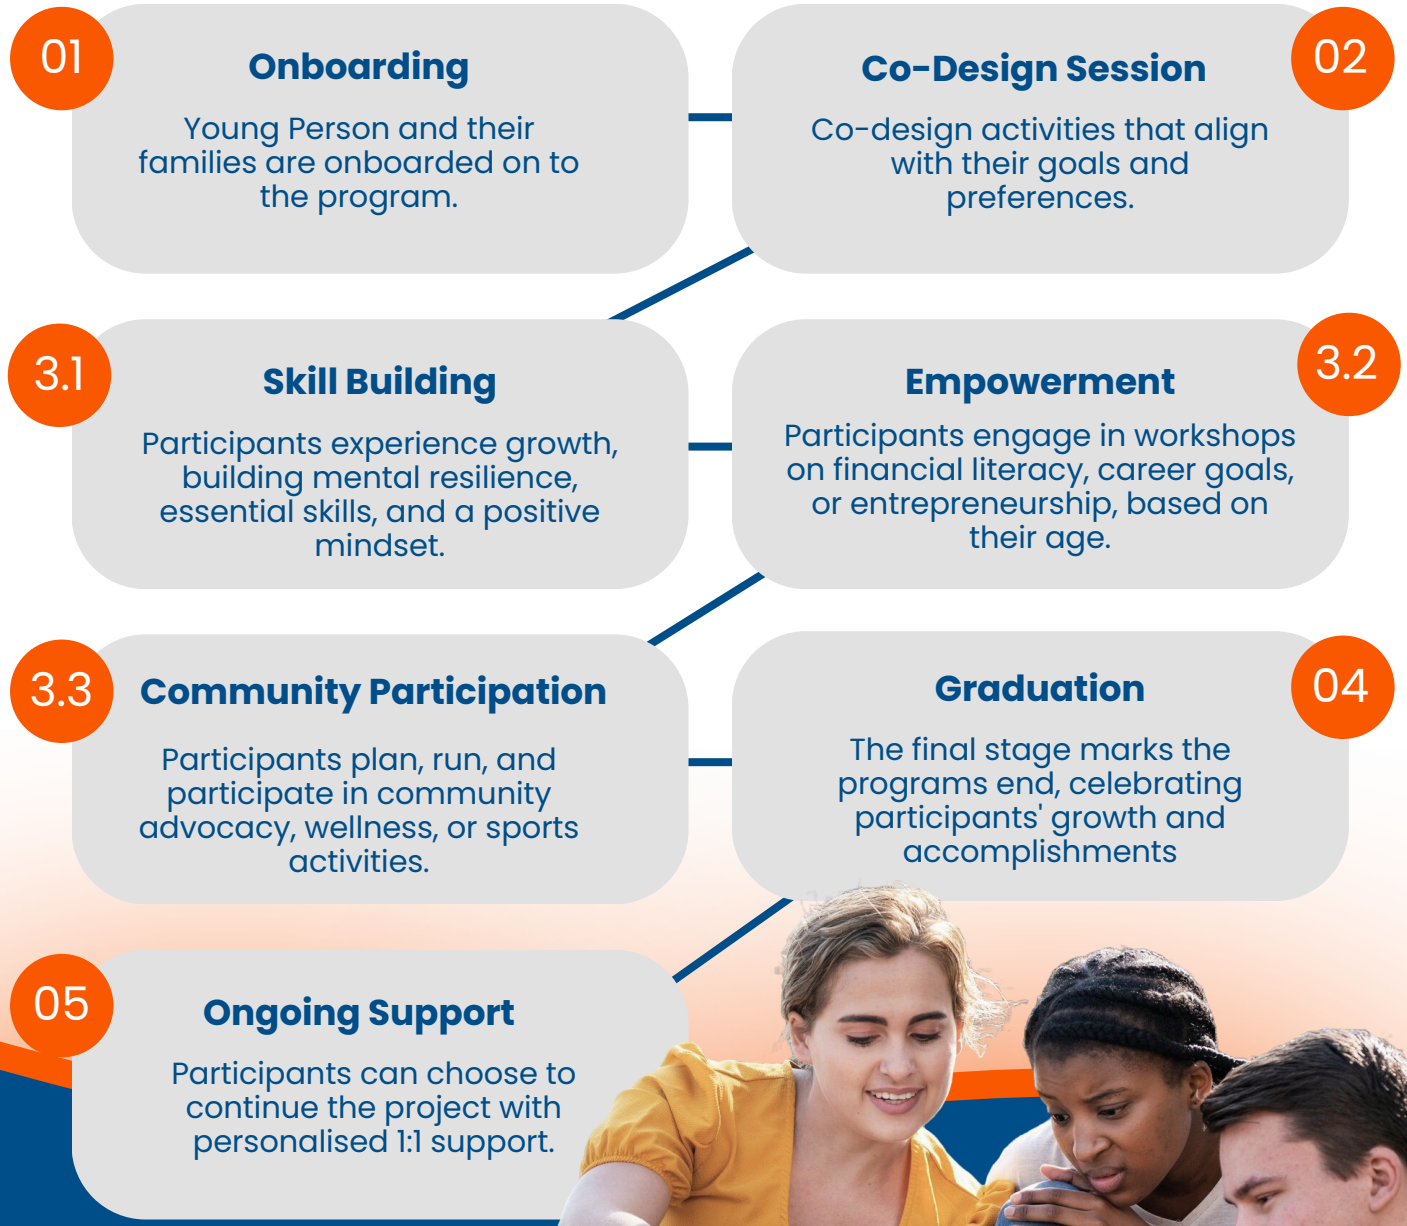 01
Onboarding
Young Person and their
families are onboarded on to
the program.
02
Co-Design Session
Co-design activities that align
with their goals and
preferences.
3.1
Skill Building
Participants experience growth,
building mental resilience,
essential skills, and a positive
mindset.
3.2
Empowerment
Participants engage in workshops
on financial literacy, career goals,
or entrepreneurship, based on
their age.
3.3
Community Participation
Participants plan, run, and
participate in community
advocacy, wellness, or sports
activities.
04
Graduation
The final stage marks the
programs end, celebrating
participants' growth and
accomplishments
05
Ongoing Support
Participants can choose to
continue the project with
personalised 1:1 support.